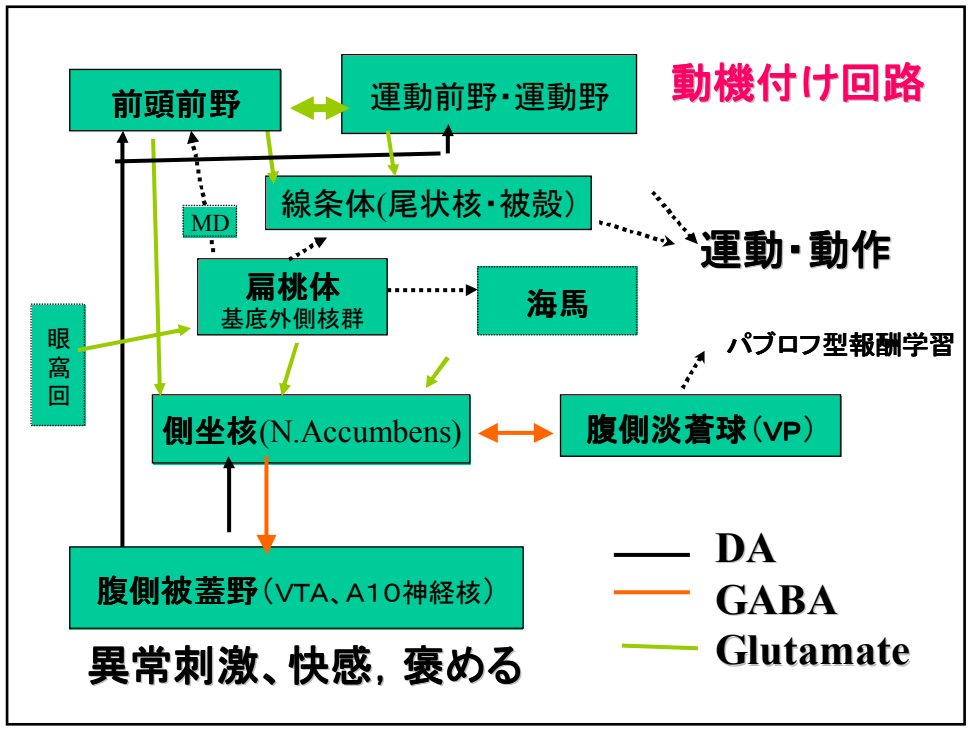 動機付け回路
前頭前野
運動前野・運動野
線条体(尾状核・被殻)
MD
運動・動作
扁桃体
基底外側核群
海馬
眼
窩
回
パブロフ型報酬学習
側坐核(N.Accumbens)
腹側淡蒼球(VP)
DA
腹側被蓋野(VTA、A10神経核)
GABA
Glutamate
異常刺激、快感，褒める